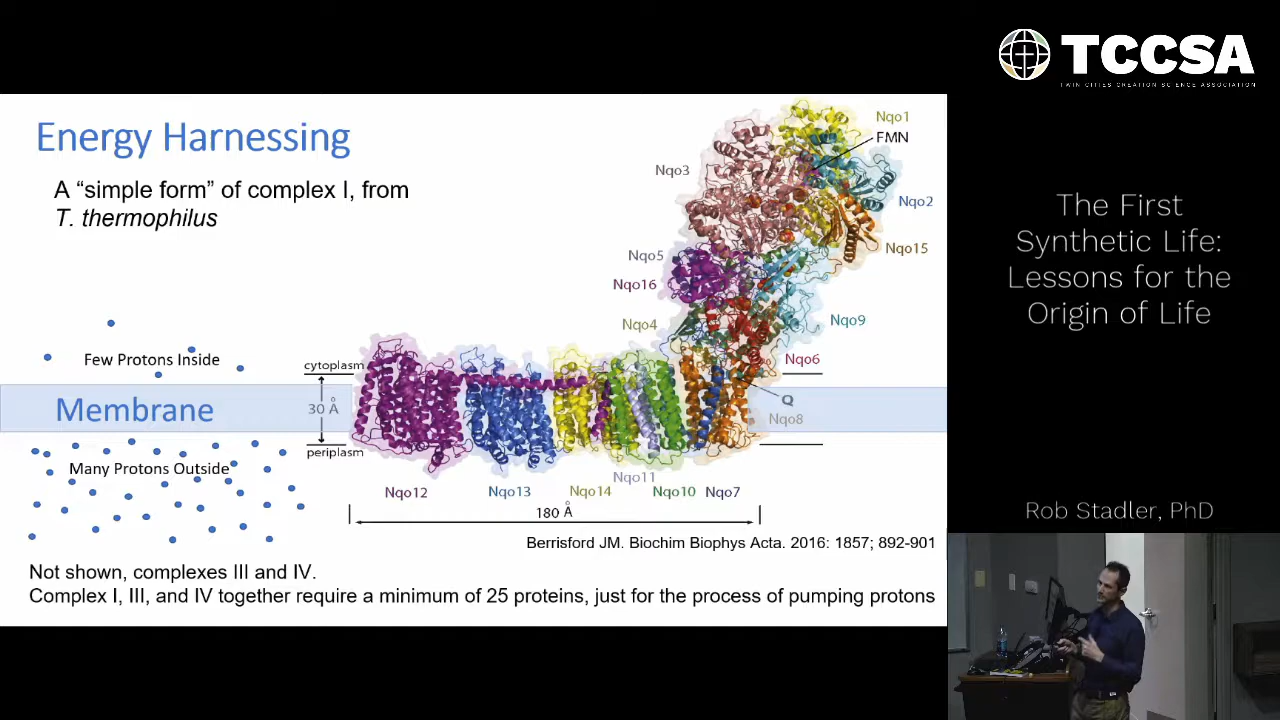 TCCSA
TWIN CITIES CREATION SCIENCE ASSOCIATION
Energy Harnessing
A “simple form” of complex I, from
T. thermophilus
Nqo1
FMN
Nqo3
Nqo2
Nqo15
Nqo5
Nqo16
Nqo4
Nqo9
Nqo6
Few Protons Inside
cytoplasm
Membrane
30 Å
Q
Nqo8
periplasm
Many Protons Outside
Nqo11
Nqo12
Nqo13
Nqo14
Nqo10
Nqo7
180 Å
Berrisford JM. Biochim Biophys Acta. 2016: 1857; 892-901
Not shown, complexes III and IV.
Complex I, III, and IV together require a minimum of 25 proteins, just for the process of pumping protons
The First
Synthetic Life:
Lessons for the
Origin of Life
Rob Stadler, PhD